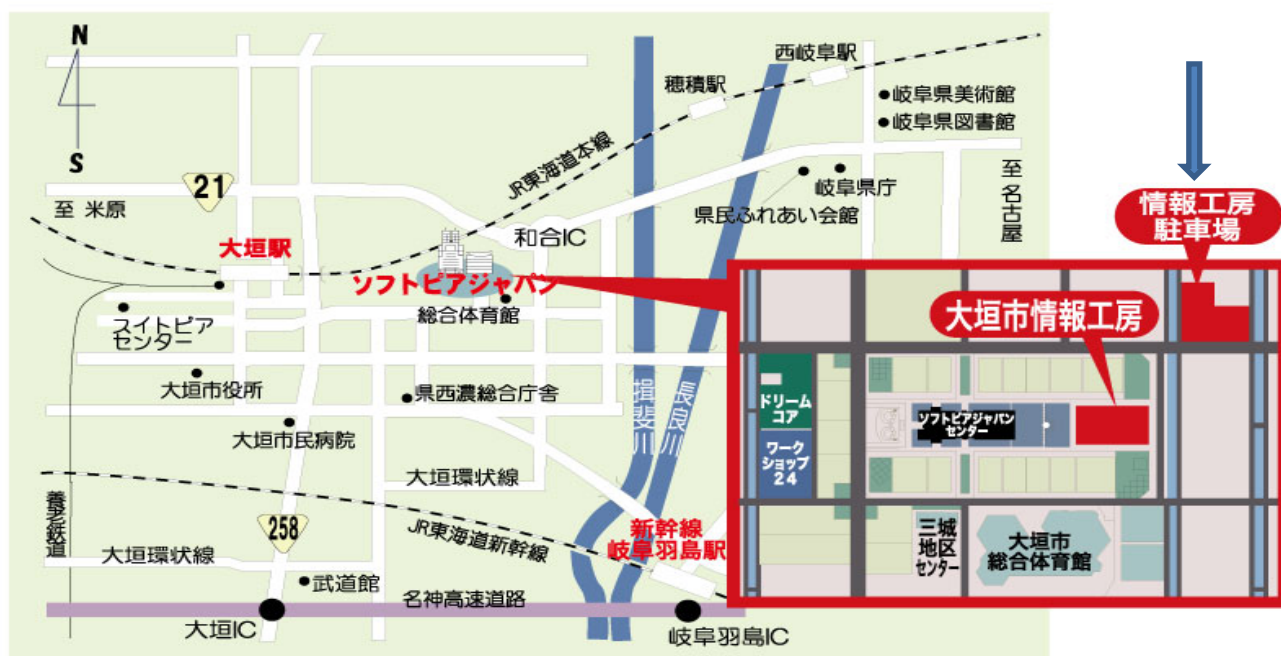 N
S
21
至 米原
大垣駅
JR東海道本線
穂積駅
西岐阜駅
岐阜県美術館
岐阜県図書館
岐阜県庁
県民ふれあい会館
至 名古屋
和合IC
ソフトピアジャパン
総合体育館
スイトピア
センター
大垣市役所
県西濃総合庁舎
大垣市民病院
大垣環状線
揖斐川
長良川
養老鉄道
258
JR東海道新幹線
新幹線
岐阜羽島駅
大垣環状線
武道館
名神高速道路
大垣IC
岐阜羽島IC
情報工房
駐車場
大垣市情報工房
ドリーム
コア
ソフトピアジャパン
センター
ワーク
ショップ
24
三城
地区
センター
大垣市
総合体育館